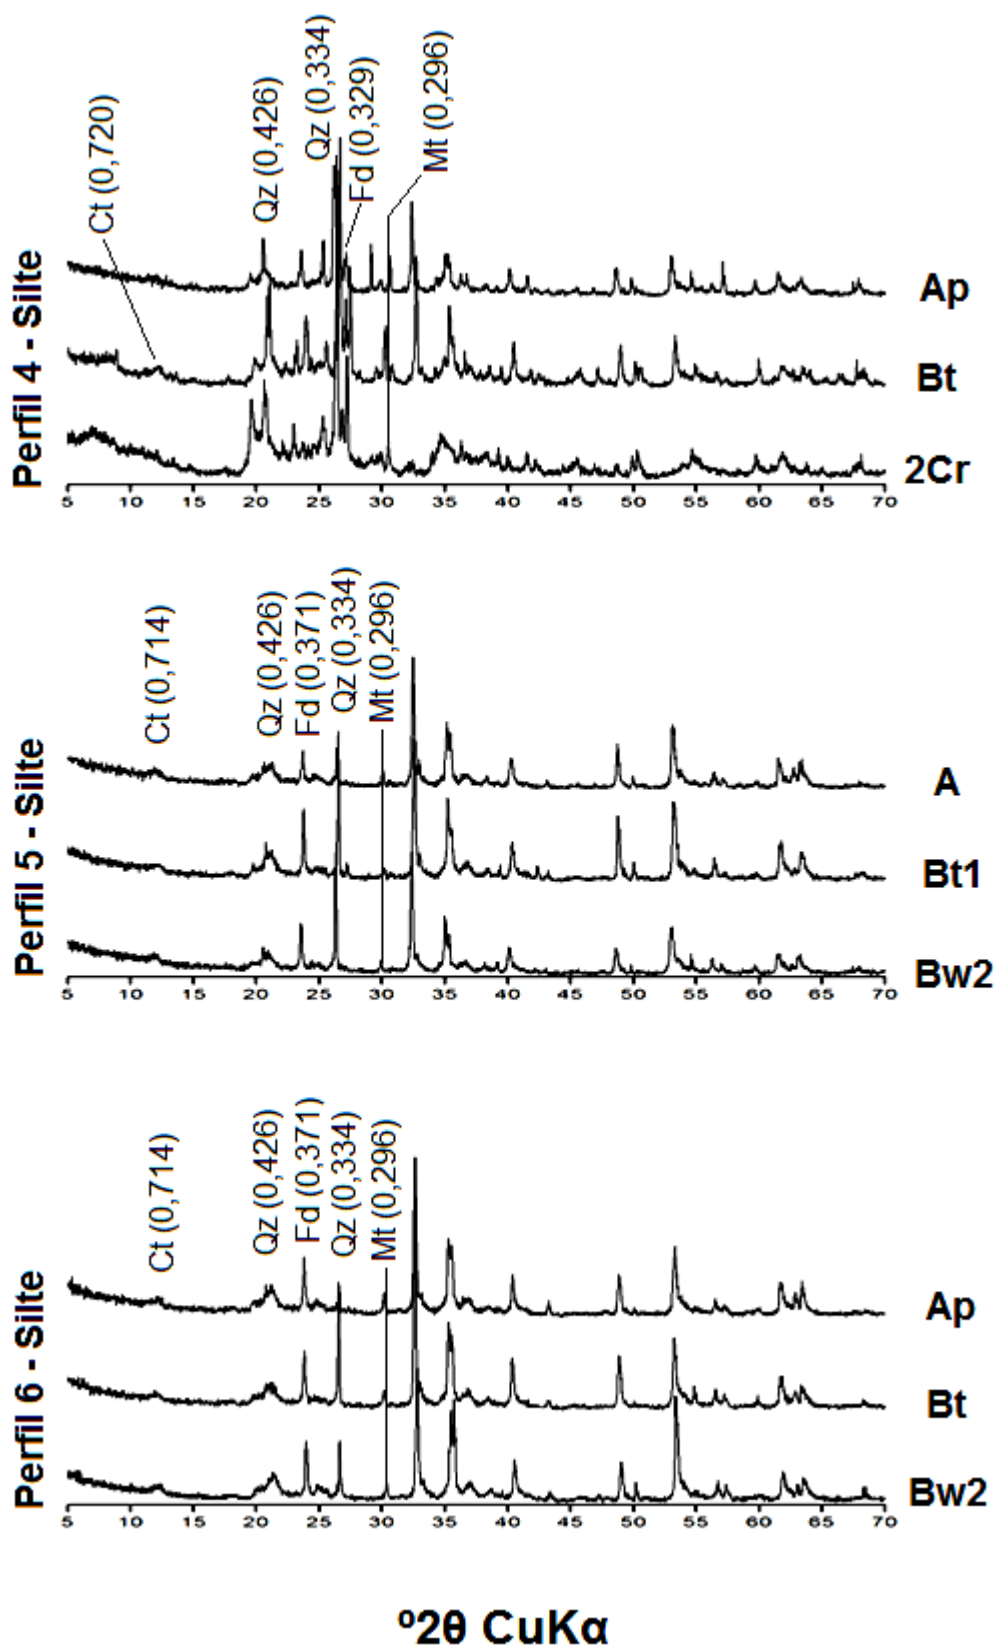 Perfil 4 - Silte
Ct (0,720)
Qz (0,426)
Qz (0,334)
Fd (0,329)
Mt (0,296)
Ap
Bt
2Cr
5 10 15 20 25 30 35 40 45 50 55 60 65 70
Perfil 5 - Silte
Ct (0,714)
Qz (0,426)
Fd (0,371)
Qz (0,334)
Mt (0,296)
A
Bt1
Bw2
5 10 15 20 25 30 35 40 45 50 55 60 65 70
Perfil 6 - Silte
Ct (0,714)
Qz (0,426)
Fd (0,371)
Qz (0,334)
Mt (0,296)
Ap
Bt
Bw2
5 10 15 20 25 30 35 40 45 50 55 60 65 70
º2θ CuKα